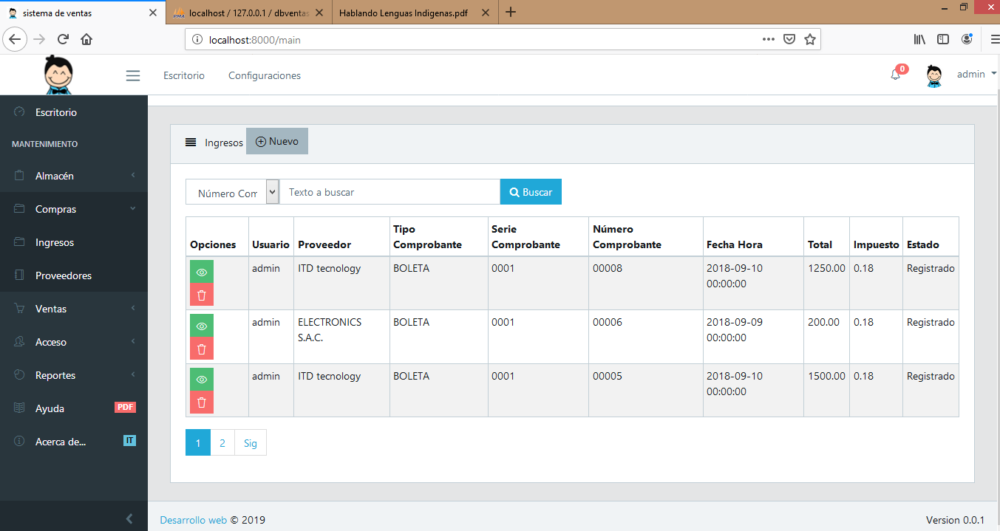 sistema de ventas
localhost / 127.0.0.1 / dbventas
Hablando Lenguas Indigenas.pdf
localhost:8000/main
Escritorio Configuraciones
0
admin
Escritorio
MANTENIMIENTO
Almacén
Compras
Ingresos
Proveedores
Ventas
Acceso
Reportes
Ayuda PDF
Acerca de... IT
Ingresos Nuevo
Número Com Texto a buscar Buscar
Opciones Usuario Proveedor Tipo Comprobante Serie Comprobante Número Comprobante Fecha Hora Total Impuesto Estado
admin ITD tecnology BOLETA 0001 00008 2018-09-10 00:00:00 1250.00 0.18 Registrado
admin ELECTRONICS S.A.C. BOLETA 0001 00006 2018-09-09 00:00:00 200.00 0.18 Registrado
admin ITD tecnology BOLETA 0001 00005 2018-09-10 00:00:00 1500.00 0.18 Registrado
1 2 Sig
Desarrollo web © 2019
Version 0.0.1